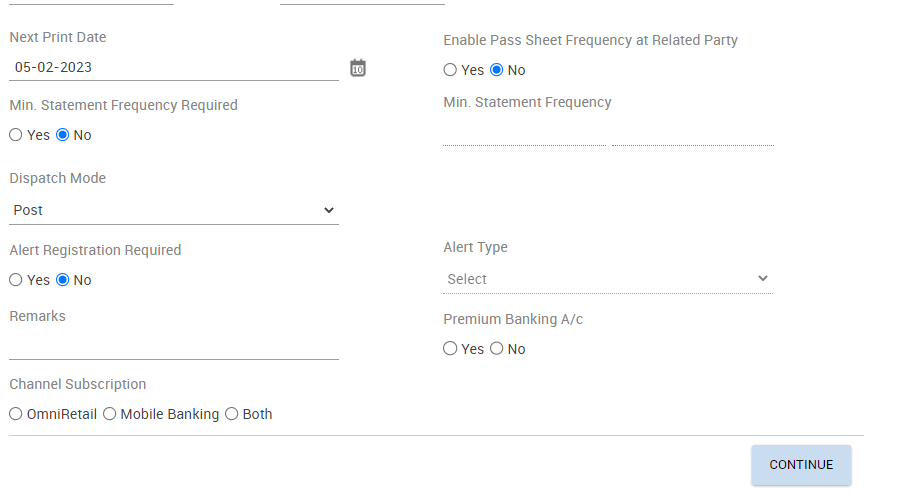 Next Print Date
Enable Pass Sheet Frequency at Related Party
05-02-2023
10
Yes No
Min. Statement Frequency Required
Min. Statement Frequency
Yes No
Dispatch Mode
Post
Alert Registration Required
Alert Type
Yes No
Select
Remarks
Premium Banking A/c
Yes No
Channel Subscription
OmniRetail Mobile Banking Both
CONTINUE